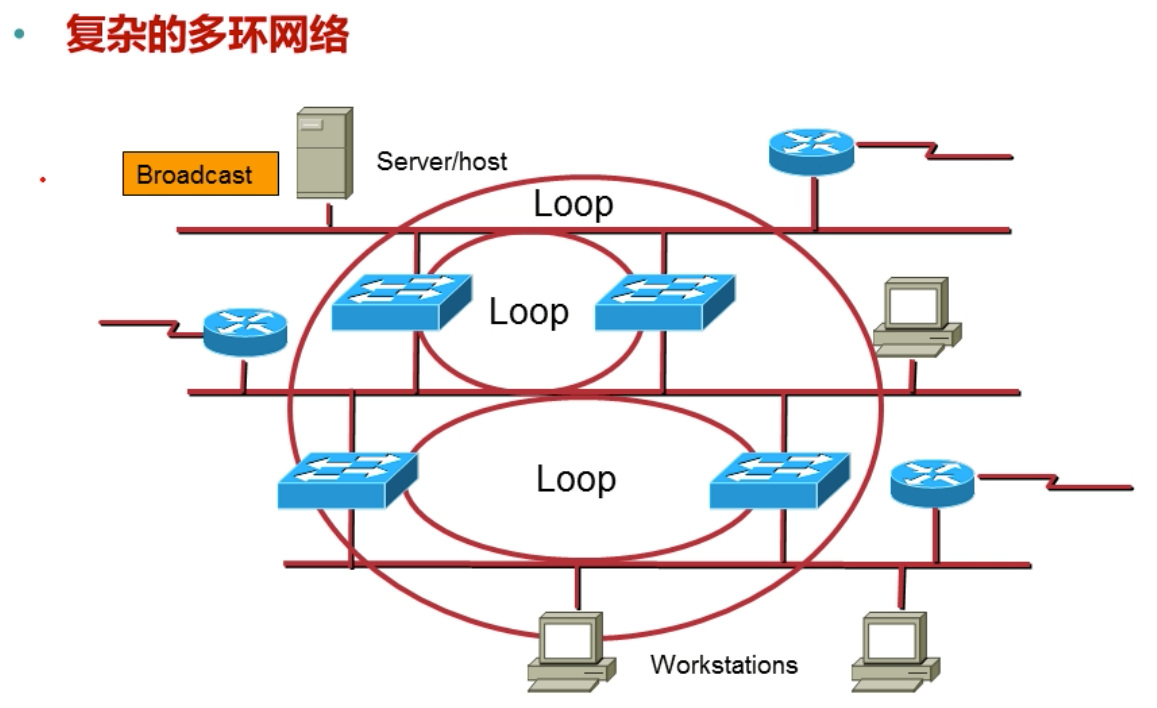 复杂的多环网络
Broadcast
Server/host
Loop
Loop
Loop
Workstations